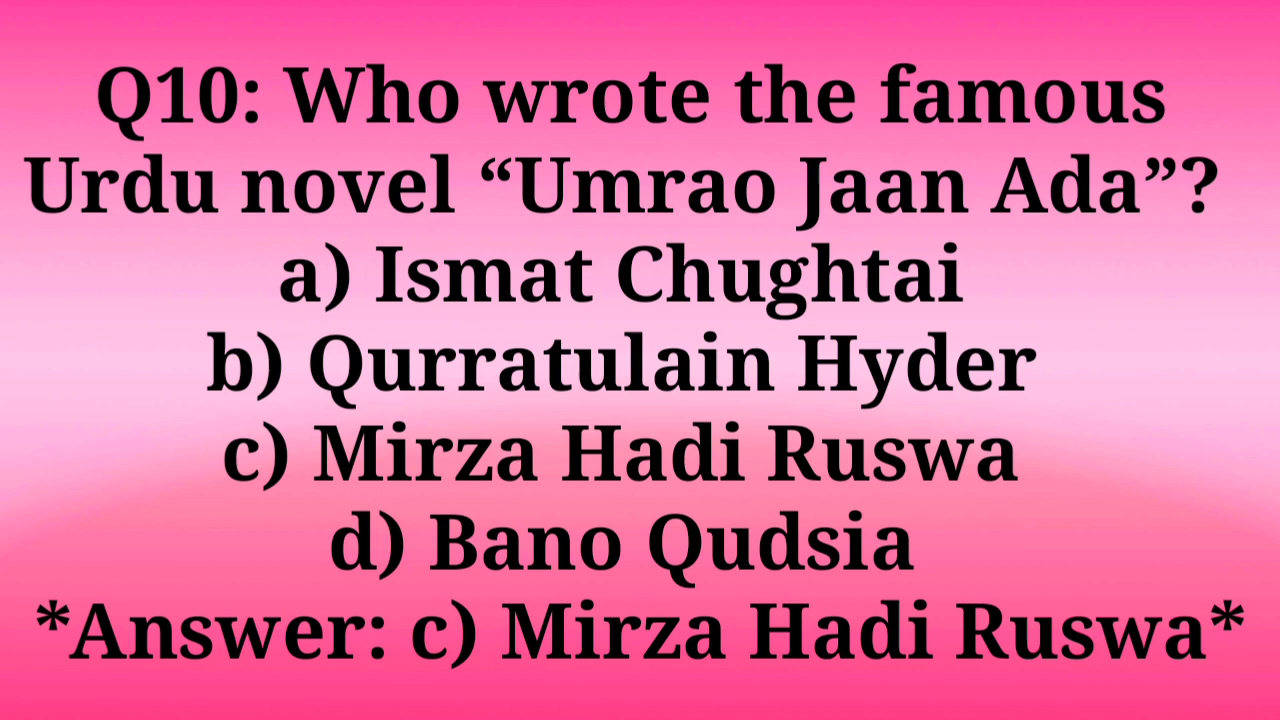 Q10: Who wrote the famous
Urdu novel “Umrao Jaan Ada”?
a) Ismat Chughtai
b) Qurratulain Hyder
c) Mirza Hadi Ruswa
d) Bano Qudsia
*Answer: c) Mirza Hadi Ruswa*